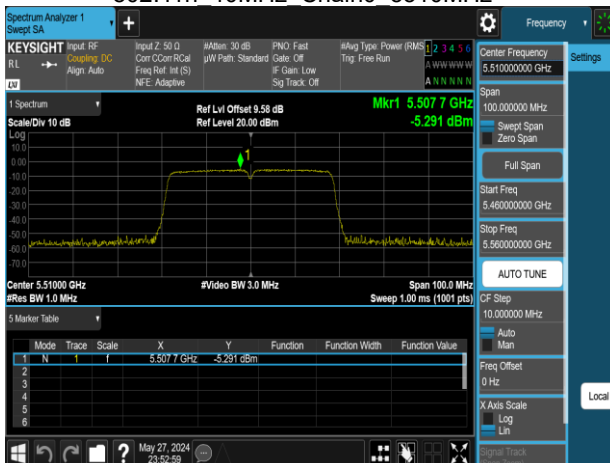 Spectrum Analyzer 1
Swept SA
+
Frequency
KEYSIGHT
RL
Input: RF
Coupling: DC
Align: Auto
Input Z: 50 Ω
Corr CCorr RCal
Freq Ref: Int (S)
NFE: Adaptive
#Atten: 30 dB
µW Path: Standard
PNO: Fast
Gate: Off
IF Gain: Low
Sig Track: Off
#Avg Type: Power (RMS
Trig: Free Run
1 2 3 4 5 6
A W W W W W
A N N N N N
LXI
1 Spectrum
Scale/Div 10 dB
Log
Ref Lvl Offset 9.58 dB
Ref Level 20.00 dBm
Mkr1 5.507 7 GHz
-5.291 dBm
10.0
0.00
-10.0
-20.0
-30.0
-40.0
-50.0
-60.0
-70.0
1
Center 5.51000 GHz
#Res BW 1.0 MHz
#Video BW 3.0 MHz
Span 100.0 MHz
Sweep 1.00 ms (1001 pts)
5 Marker Table
Mode Trace Scale X Y Function Function Width Function Value
1 N 1 f 5.507 7 GHz -5.291 dBm
2
3
4
5
6
May 27, 2024
23:52:59
Center Frequency
5.510000000 GHz
Span
100.000000 MHz
Swept Span
Zero Span
Full Span
Start Freq
5.460000000 GHz
Stop Freq
5.560000000 GHz
AUTO TUNE
CF Step
10.000000 MHz
Auto
Man
Freq Offset
0 Hz
X Axis Scale
Log
Lin
Signal Track
Settings
Local